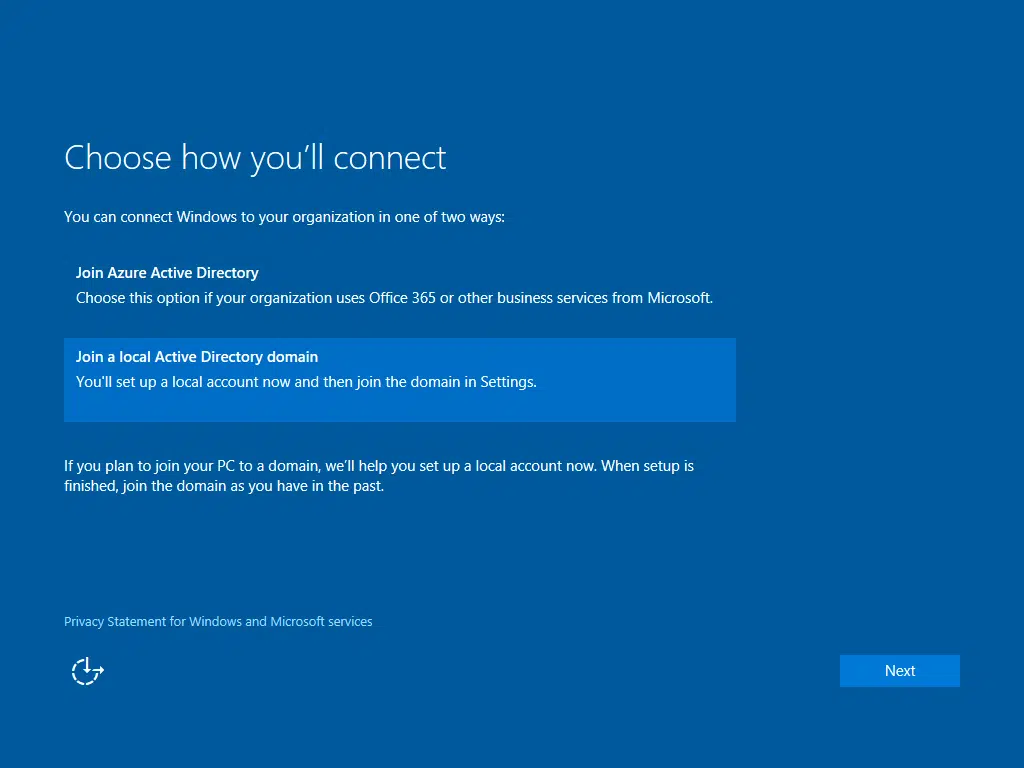 Choose how you’ll connect
You can connect Windows to your organization in one of two ways:
Join Azure Active Directory
Choose this option if your organization uses Office 365 or other business services from Microsoft.
Join a local Active Directory domain
You'll set up a local account now and then join the domain in Settings.
If you plan to join your PC to a domain, we’ll help you set up a local account now. When setup is
finished, join the domain as you have in the past.
Privacy Statement for Windows and Microsoft services
Next